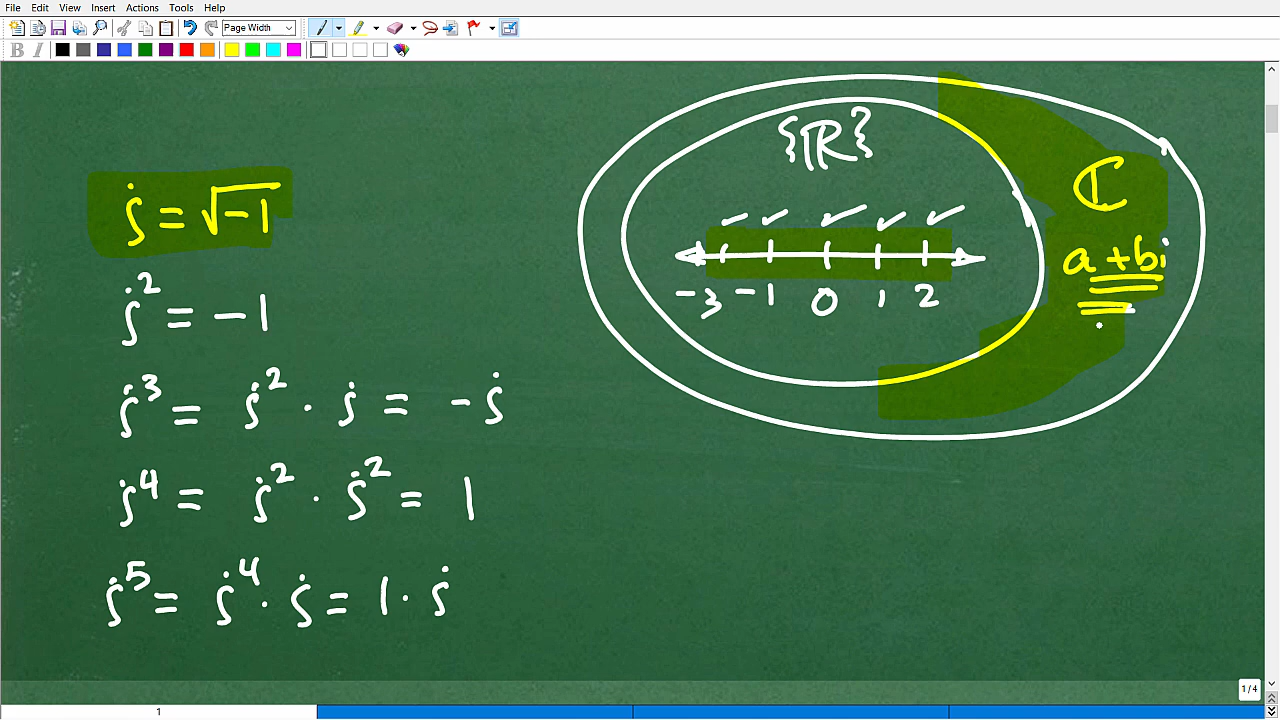 File Edit View Insert Actions Tools Help
Page Width
B I
i = √-1
i² = -1
i³ = i² · i = -i
i⁴ = i² · i² = 1
i⁵ = i⁴ · i = 1 · i
{ℝ}
-3 -1 0 1 2
ℂ
a + bi
1/4
1